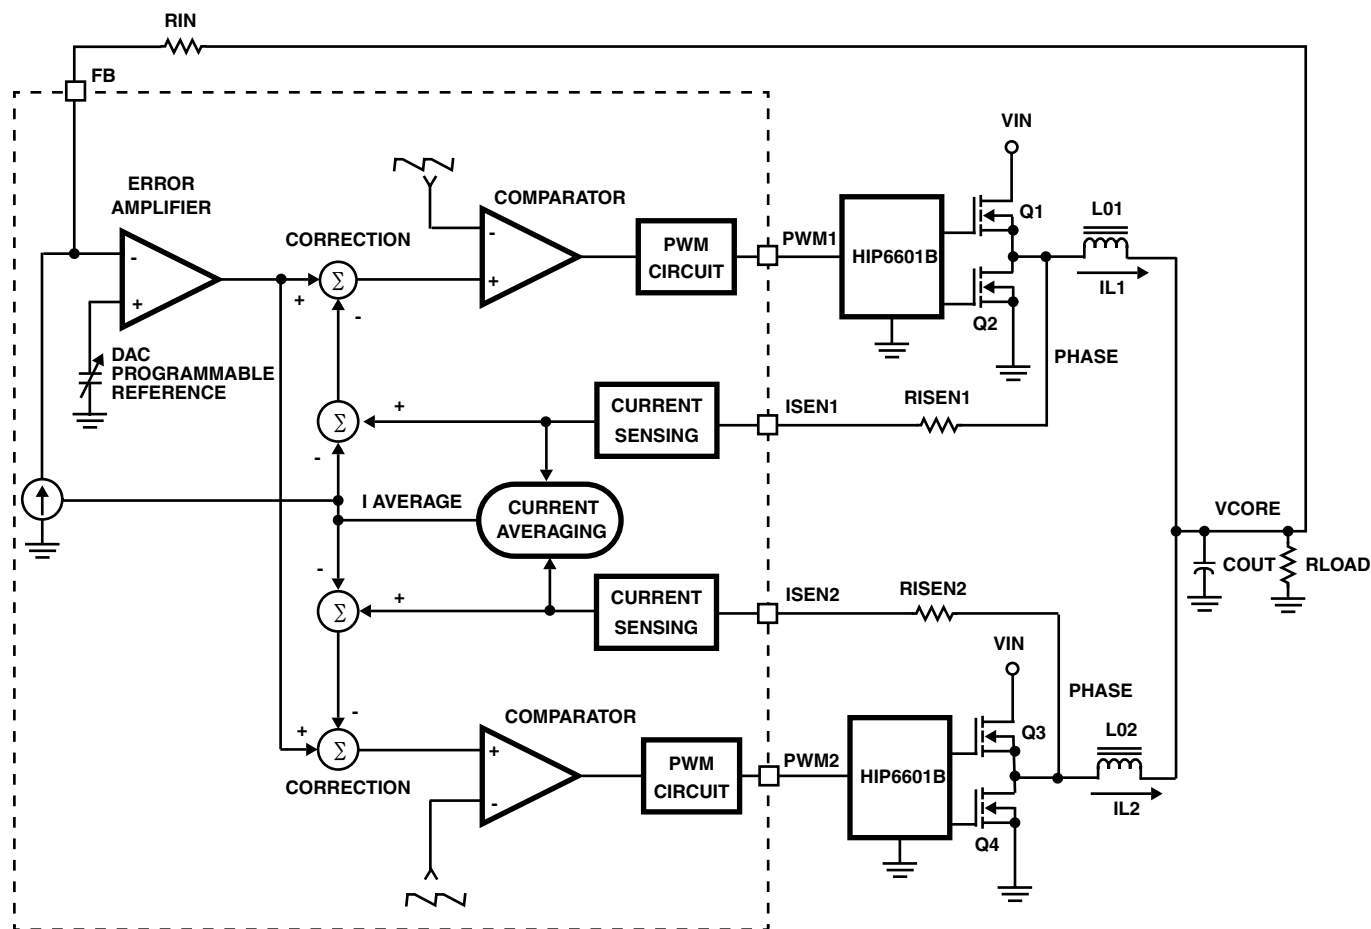 RIN
FB
VIN
ERROR
AMPLIFIER
COMPARATOR
CORRECTION
PWM
CIRCUIT
PWM1
HIP6601B
Q1
L01
IL1
Q2
-
+
+
-
Σ
-
+
PHASE
DAC
PROGRAMMABLE
REFERENCE
Σ
+
-
CURRENT
SENSING
ISEN1
RISEN1
I AVERAGE
CURRENT
AVERAGING
VCORE
COUT
RLOAD
-
+
Σ
CURRENT
SENSING
ISEN2
RISEN2
VIN
PHASE
COMPARATOR
-
+
Σ
CORRECTION
+
-
PWM
CIRCUIT
PWM2
HIP6601B
Q3
L02
IL2
Q4